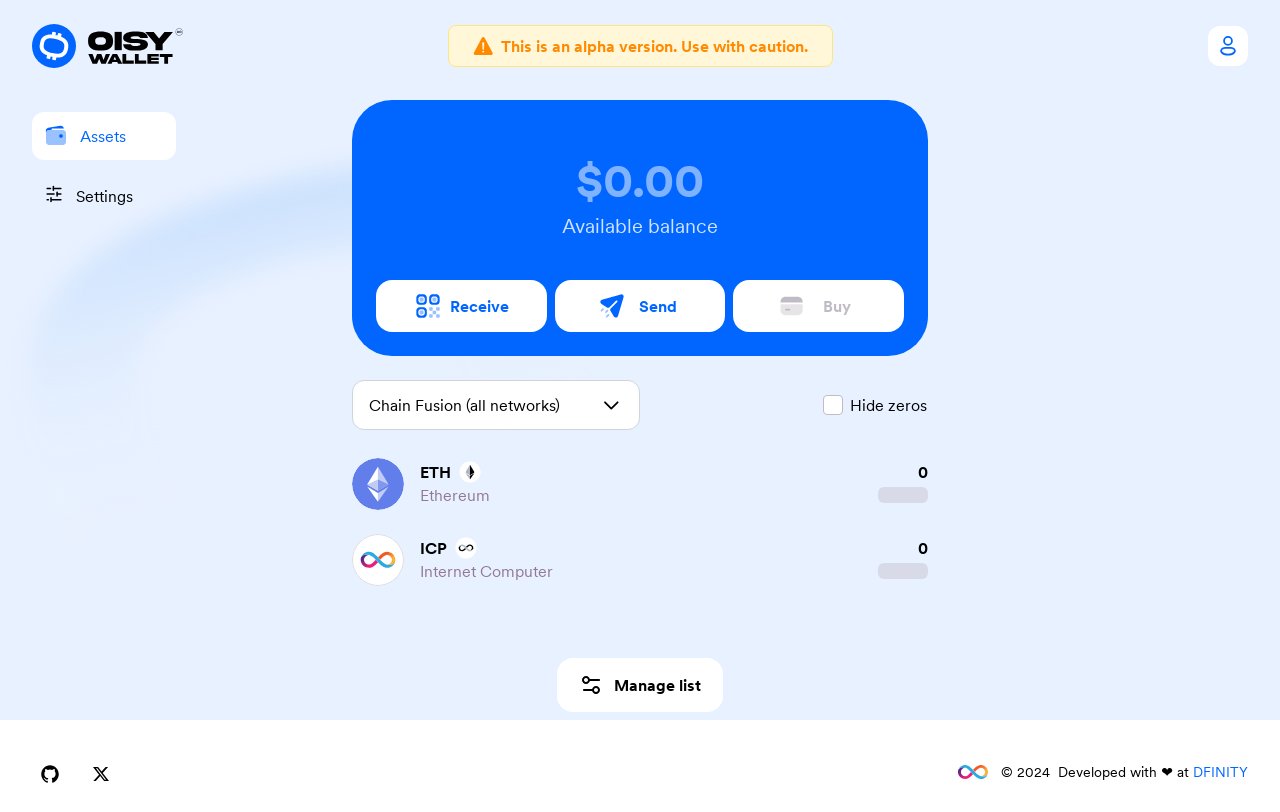 OISY
WALLET
This is an alpha version. Use with caution.
Assets
Settings
$0.00
Available balance
Receive
Send
Buy
Chain Fusion (all networks)
Hide zeros
ETH
0
Ethereum
ICP
0
Internet Computer
Manage list
© 2024 Developed with ❤ at DFINITY